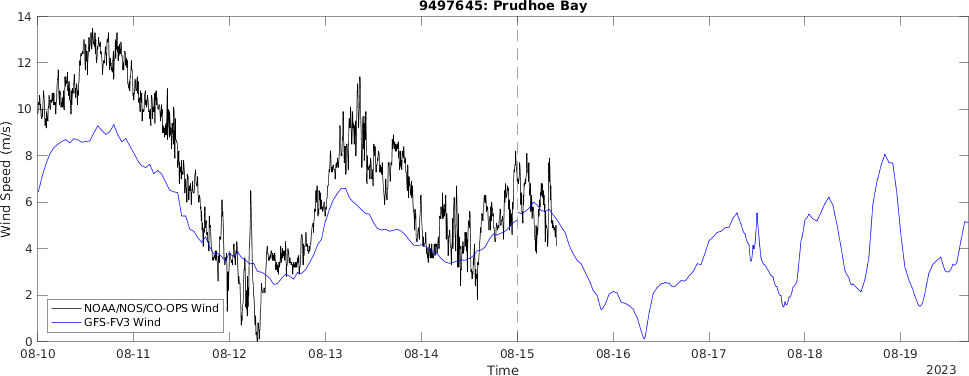 9497645: Prudhoe Bay
14
12
10
8
6
4
2
0
Wind Speed (m/s)
NOAA/NOS/CO-OPS Wind
GFS-FV3 Wind
08-10 08-11 08-12 08-13 08-14 08-15 08-16 08-17 08-18 08-19
Time
2023